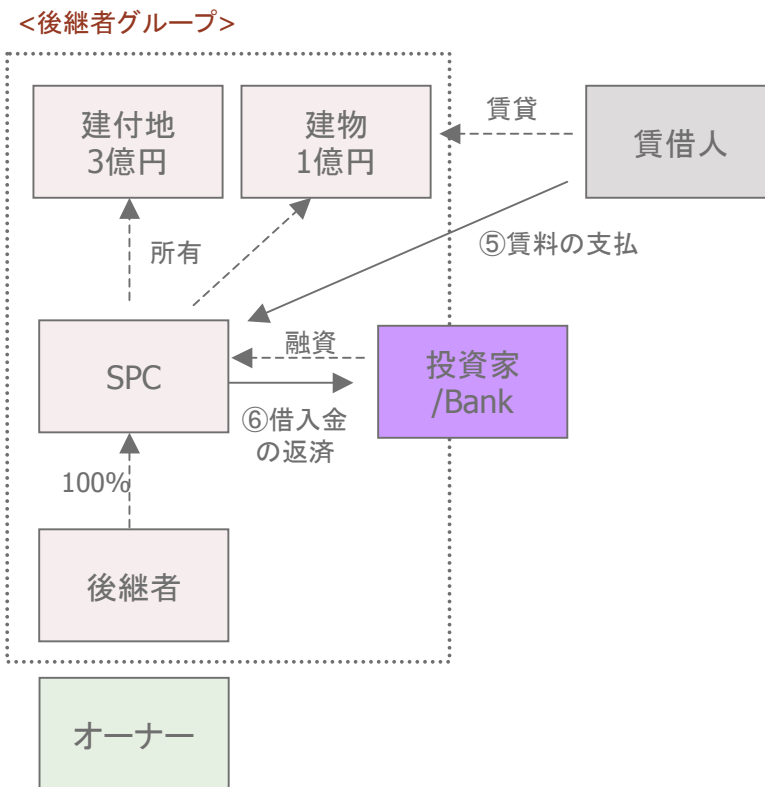 <後継者グループ>
建付地
3億円
建物
1億円
賃貸
賃借人
所有
⑤賃料の支払
SPC
融資
投資家
/Bank
⑥借入金
の返済
100%
後継者
オーナー